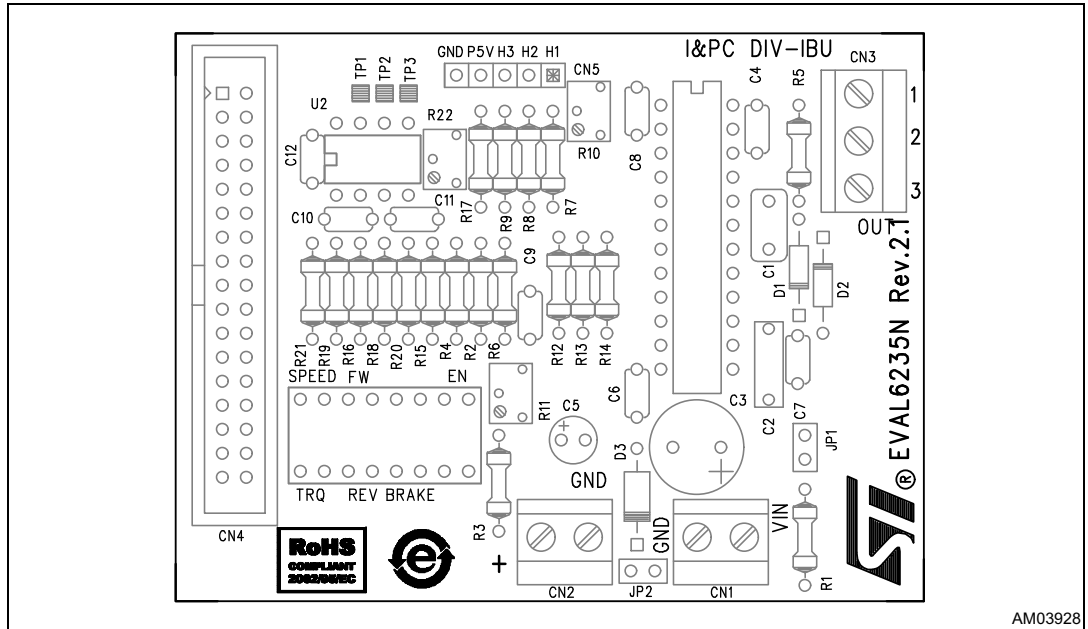 GND P5V H3 H2 H1
I&PC DIV-IBU
CN3
CN5
C4
R5
TP1
TP2
TP3
1
2
3
U2
R22
C12
R10
C8
C10
C11
R17
R9
R8
R7
OUT
C9
C1
D1
D2
R21
R19
R16
R18
R20
R15
R4
R2
R6
R12
R13
R14
SPEED FW EN
R11
C5
C6
C3
C2
C7
JP1
D3
GND
TRQ REV BRAKE
CN4
R3
+
+
+
GND
VIN
R1
CN2
JP2
CN1
RoHS
COMPLIANT
2002/95/EC
e
ST
® EVAL6235N Rev.2.1
AM03928